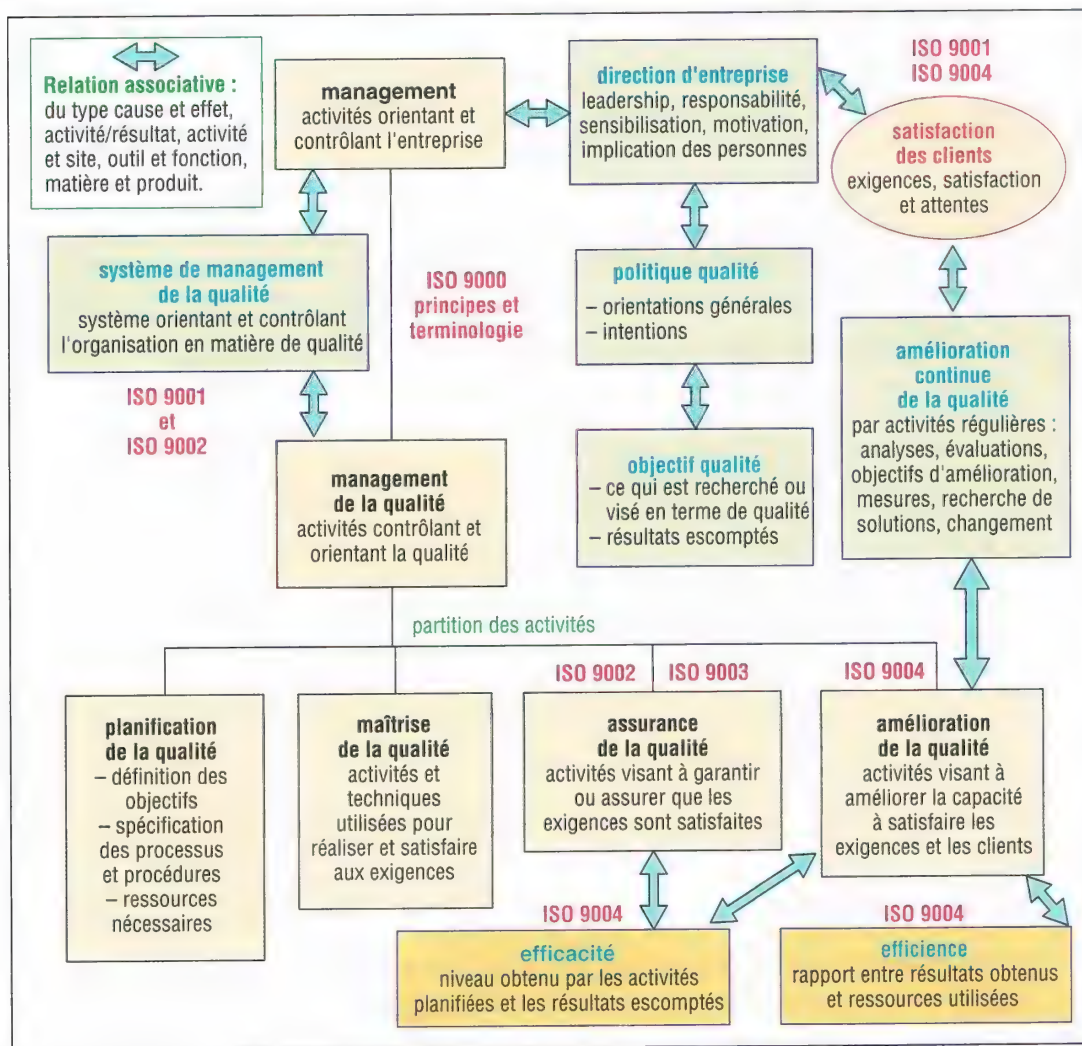 Relation associative :
du type cause et effet,
activité/résultat, activité
et site, outil et fonction,
matière et produit.
management
activités orientant et
contrôlant l'entreprise
direction d'entreprise
leadership, responsabilité,
sensibilisation, motivation,
implication des personnes
ISO 9001
ISO 9004
satisfaction
des clients
exigences, satisfaction
et attentes
système de management
de la qualité
système orientant et contrôlant
l'organisation en matière de qualité
ISO 9001
et
ISO 9002
ISO 9000
principes et
terminologie
politique qualité
– orientations générales
– intentions
amélioration
continue
de la qualité
par activités régulières :
analyses, évaluations,
objectifs d'amélioration,
mesures, recherche de
solutions, changement
management
de la qualité
activités contrôlant et
orientant la qualité
objectif qualité
– ce qui est recherché ou
visé en terme de qualité
– résultats escomptés
partition des activités
ISO 9002
ISO 9003
ISO 9004
planification
de la qualité
– définition des
objectifs
– spécification
des processus
et procédures
– ressources
nécessaires
maîtrise
de la qualité
activités et
techniques
utilisées pour
réaliser et satisfaire
aux exigences
assurance
de la qualité
activités visant à garantir
ou assurer que les
exigences sont satisfaites
amélioration
de la qualité
activités visant à
améliorer la capacité
à satisfaire les
exigences et les clients
ISO 9004
efficacité
niveau obtenu par les activités
planifiées et les résultats escomptés
ISO 9004
efficience
rapport entre résultats obtenus
et ressources utilisées